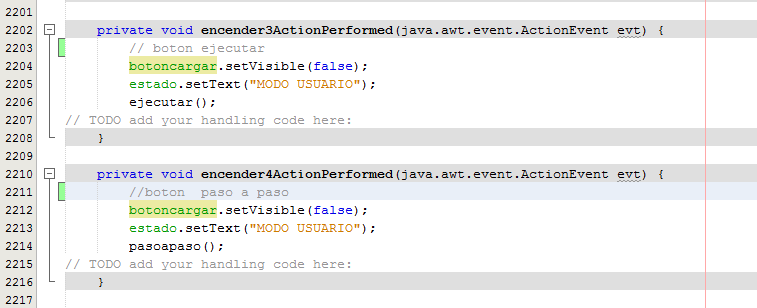 2201
2202 private void encender3ActionPerformed(java.awt.event.ActionEvent evt) {
2203 // boton ejecutar
2204 botoncargar.setVisible(false);
2205 estado.setText("MODO USUARIO");
2206 ejecutar();
2207 // TODO add your handling code here:
2208 }
2209
2210 private void encender4ActionPerformed(java.awt.event.ActionEvent evt) {
2211 //boton  paso a paso
2212 botoncargar.setVisible(false);
2213 estado.setText("MODO USUARIO");
2214 pasoapaso();
2215 // TODO add your handling code here:
2216 }
2217